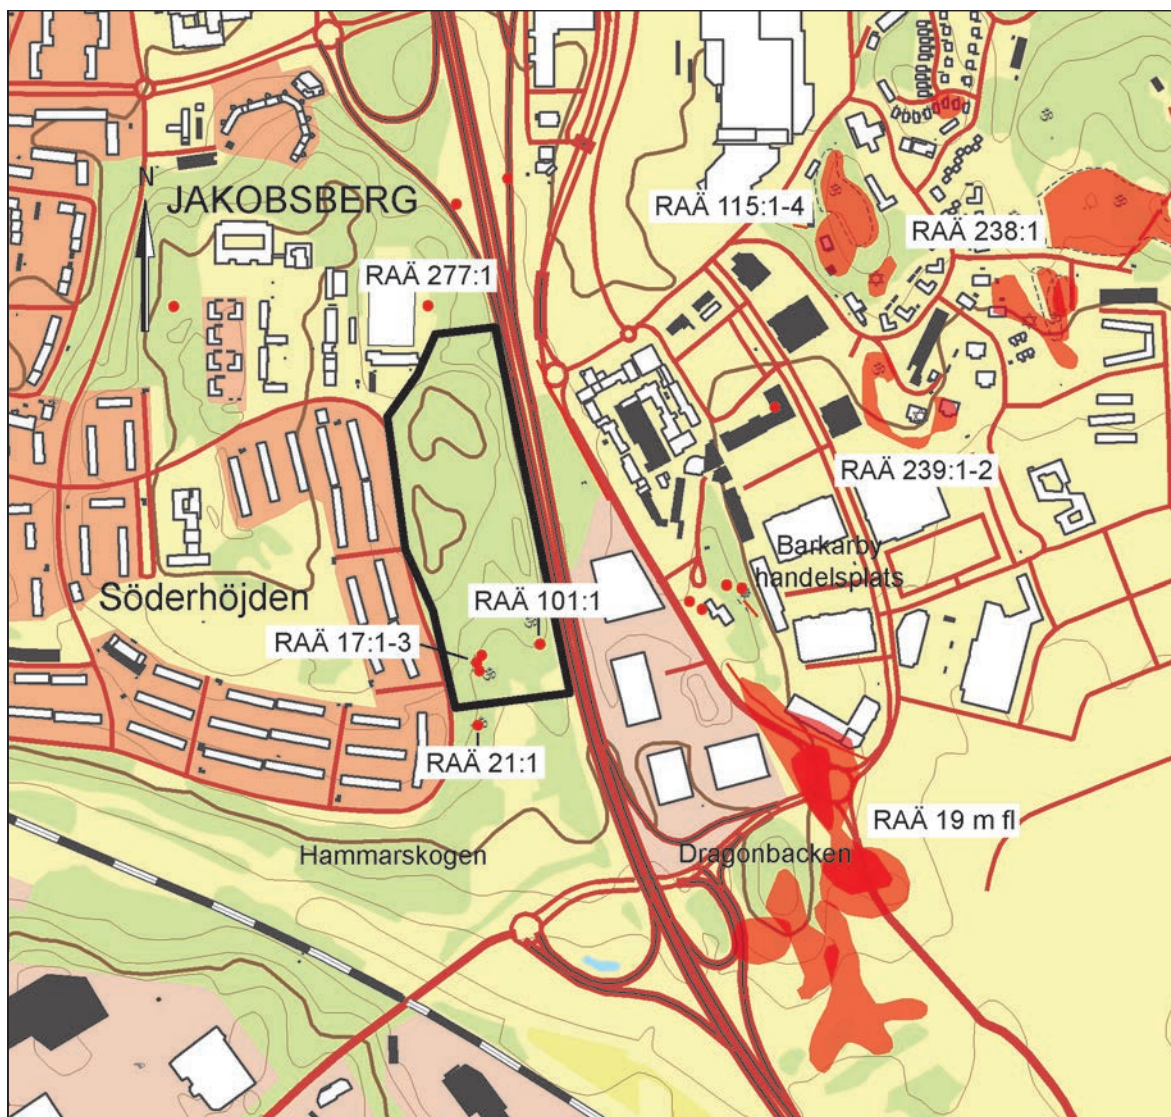 N
JAKOBSBERG
RAÄ 115:1-4
RAÄ 238:1
RAÄ 277:1
RAÄ 239:1-2
Barkarby
handelsplats
Söderhöjden
RAÄ 101:1
RAÄ 17:1-3
RAÄ 21:1
RAÄ 19 m fl
Hammarskogen
Dragonbacken